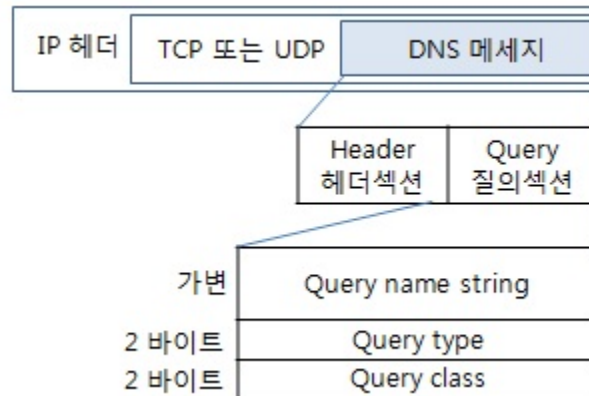 IP 헤더 TCP 또는 UDP DNS 메세지
Header Query
헤더섹션 질의섹션
가변 Query name string
2 바이트 Query type
2 바이트 Query class